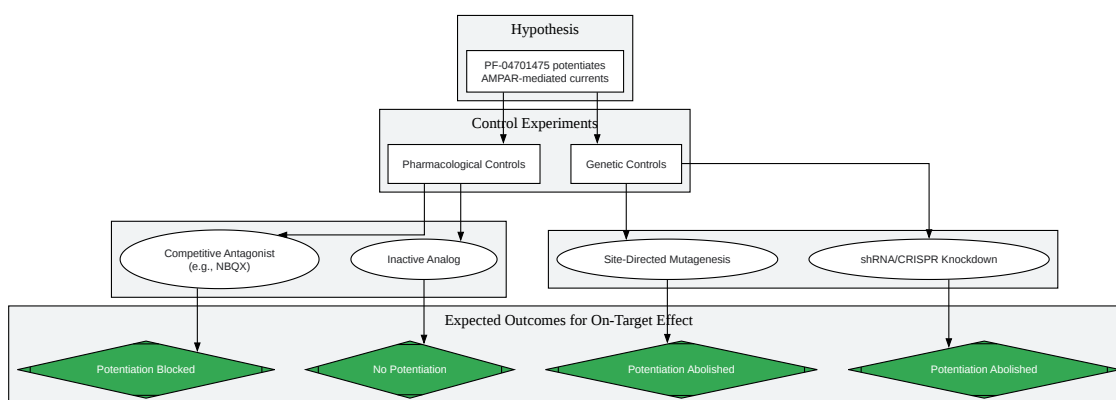 Hypothesis
PF-04701475 potentiates
AMPAR-mediated currents
Control Experiments
Pharmacological Controls
Genetic Controls
Competitive Antagonist
(e.g., NBQX)
Inactive Analog
Site-Directed Mutagenesis
shRNA/CRISPR Knockdown
Expected Outcomes for On-Target Effect
Potentiation Blocked
No Potentiation
Potentiation Abolished
Potentiation Abolished